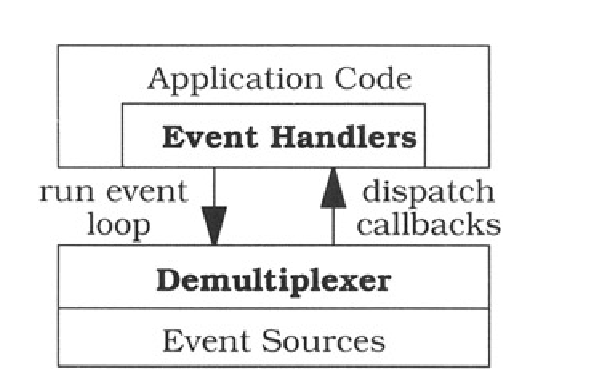 Application Code
Event Handlers
run event
loop
dispatch
callbacks
Demultiplexer
Event Sources